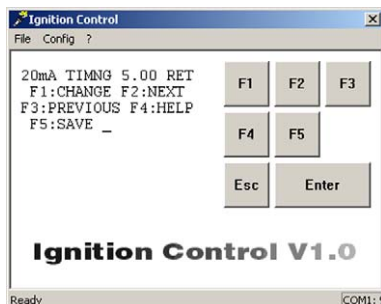 Ignition Control
File Config ?
20mA TIMNG 5.00 RET
F1:CHANGE F2:NEXT
F3:PREVIOUS F4:HELP
F5:SAVE _
F1 F2 F3
F4 F5
Esc Enter
Ignition Control V1.0
Ready COM1: